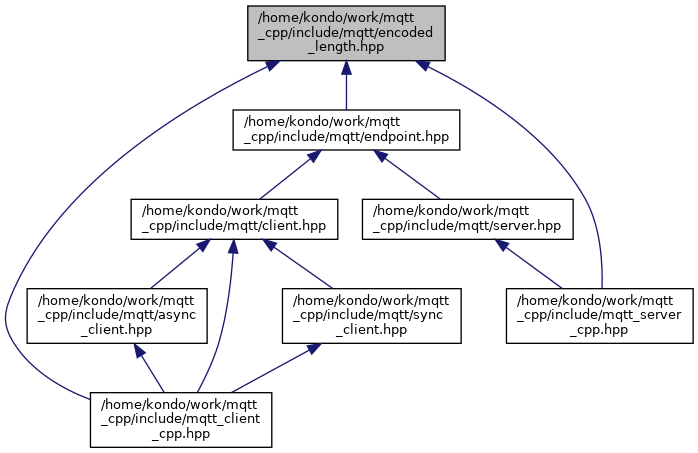 /home/kondo/work/mqtt
_cpp/include/mqtt/encoded
_length.hpp
/home/kondo/work/mqtt
_cpp/include/mqtt/endpoint.hpp
/home/kondo/work/mqtt
_cpp/include/mqtt/client.hpp
/home/kondo/work/mqtt
_cpp/include/mqtt/server.hpp
/home/kondo/work/mqtt
_cpp/include/mqtt/async
_client.hpp
/home/kondo/work/mqtt
_cpp/include/mqtt/sync
_client.hpp
/home/kondo/work/mqtt
_cpp/include/mqtt_server
_cpp.hpp
/home/kondo/work/mqtt
_cpp/include/mqtt_client
_cpp.hpp